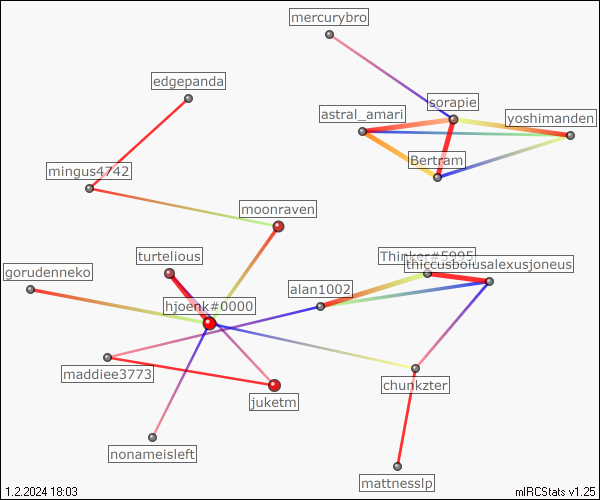 mercurybro
edgepanda
sorapie
astral_amari
yoshimanden
Bertram
mingus4742
moonraven
turtelious
Thinker#5995
gorudenneko
alan1002
hjoenk#0000
maddiee3773
chunkzter
juketm
nonameisleft
mattnesslp
1.2.2024 18:03
mIRCStats v1.25